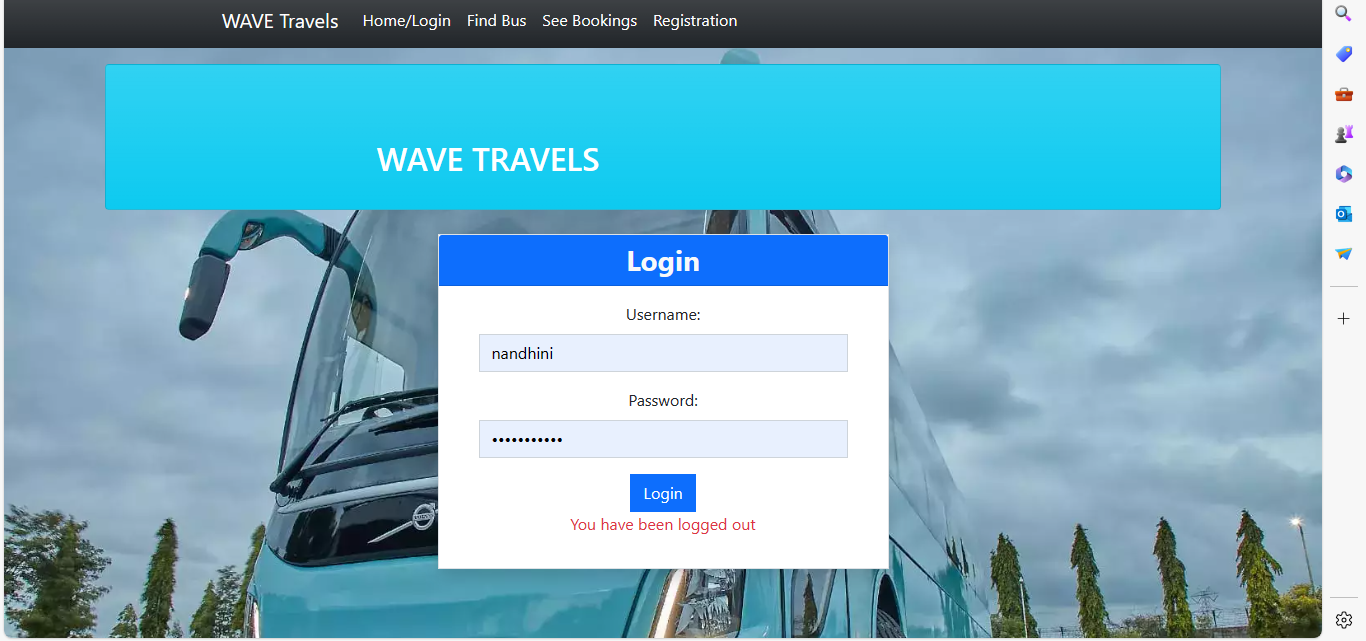 WAVE Travels Home/Login Find Bus See Bookings Registration
WAVE TRAVELS
Login
Username:
nandhini
Password:
•••••••••••
Login
You have been logged out